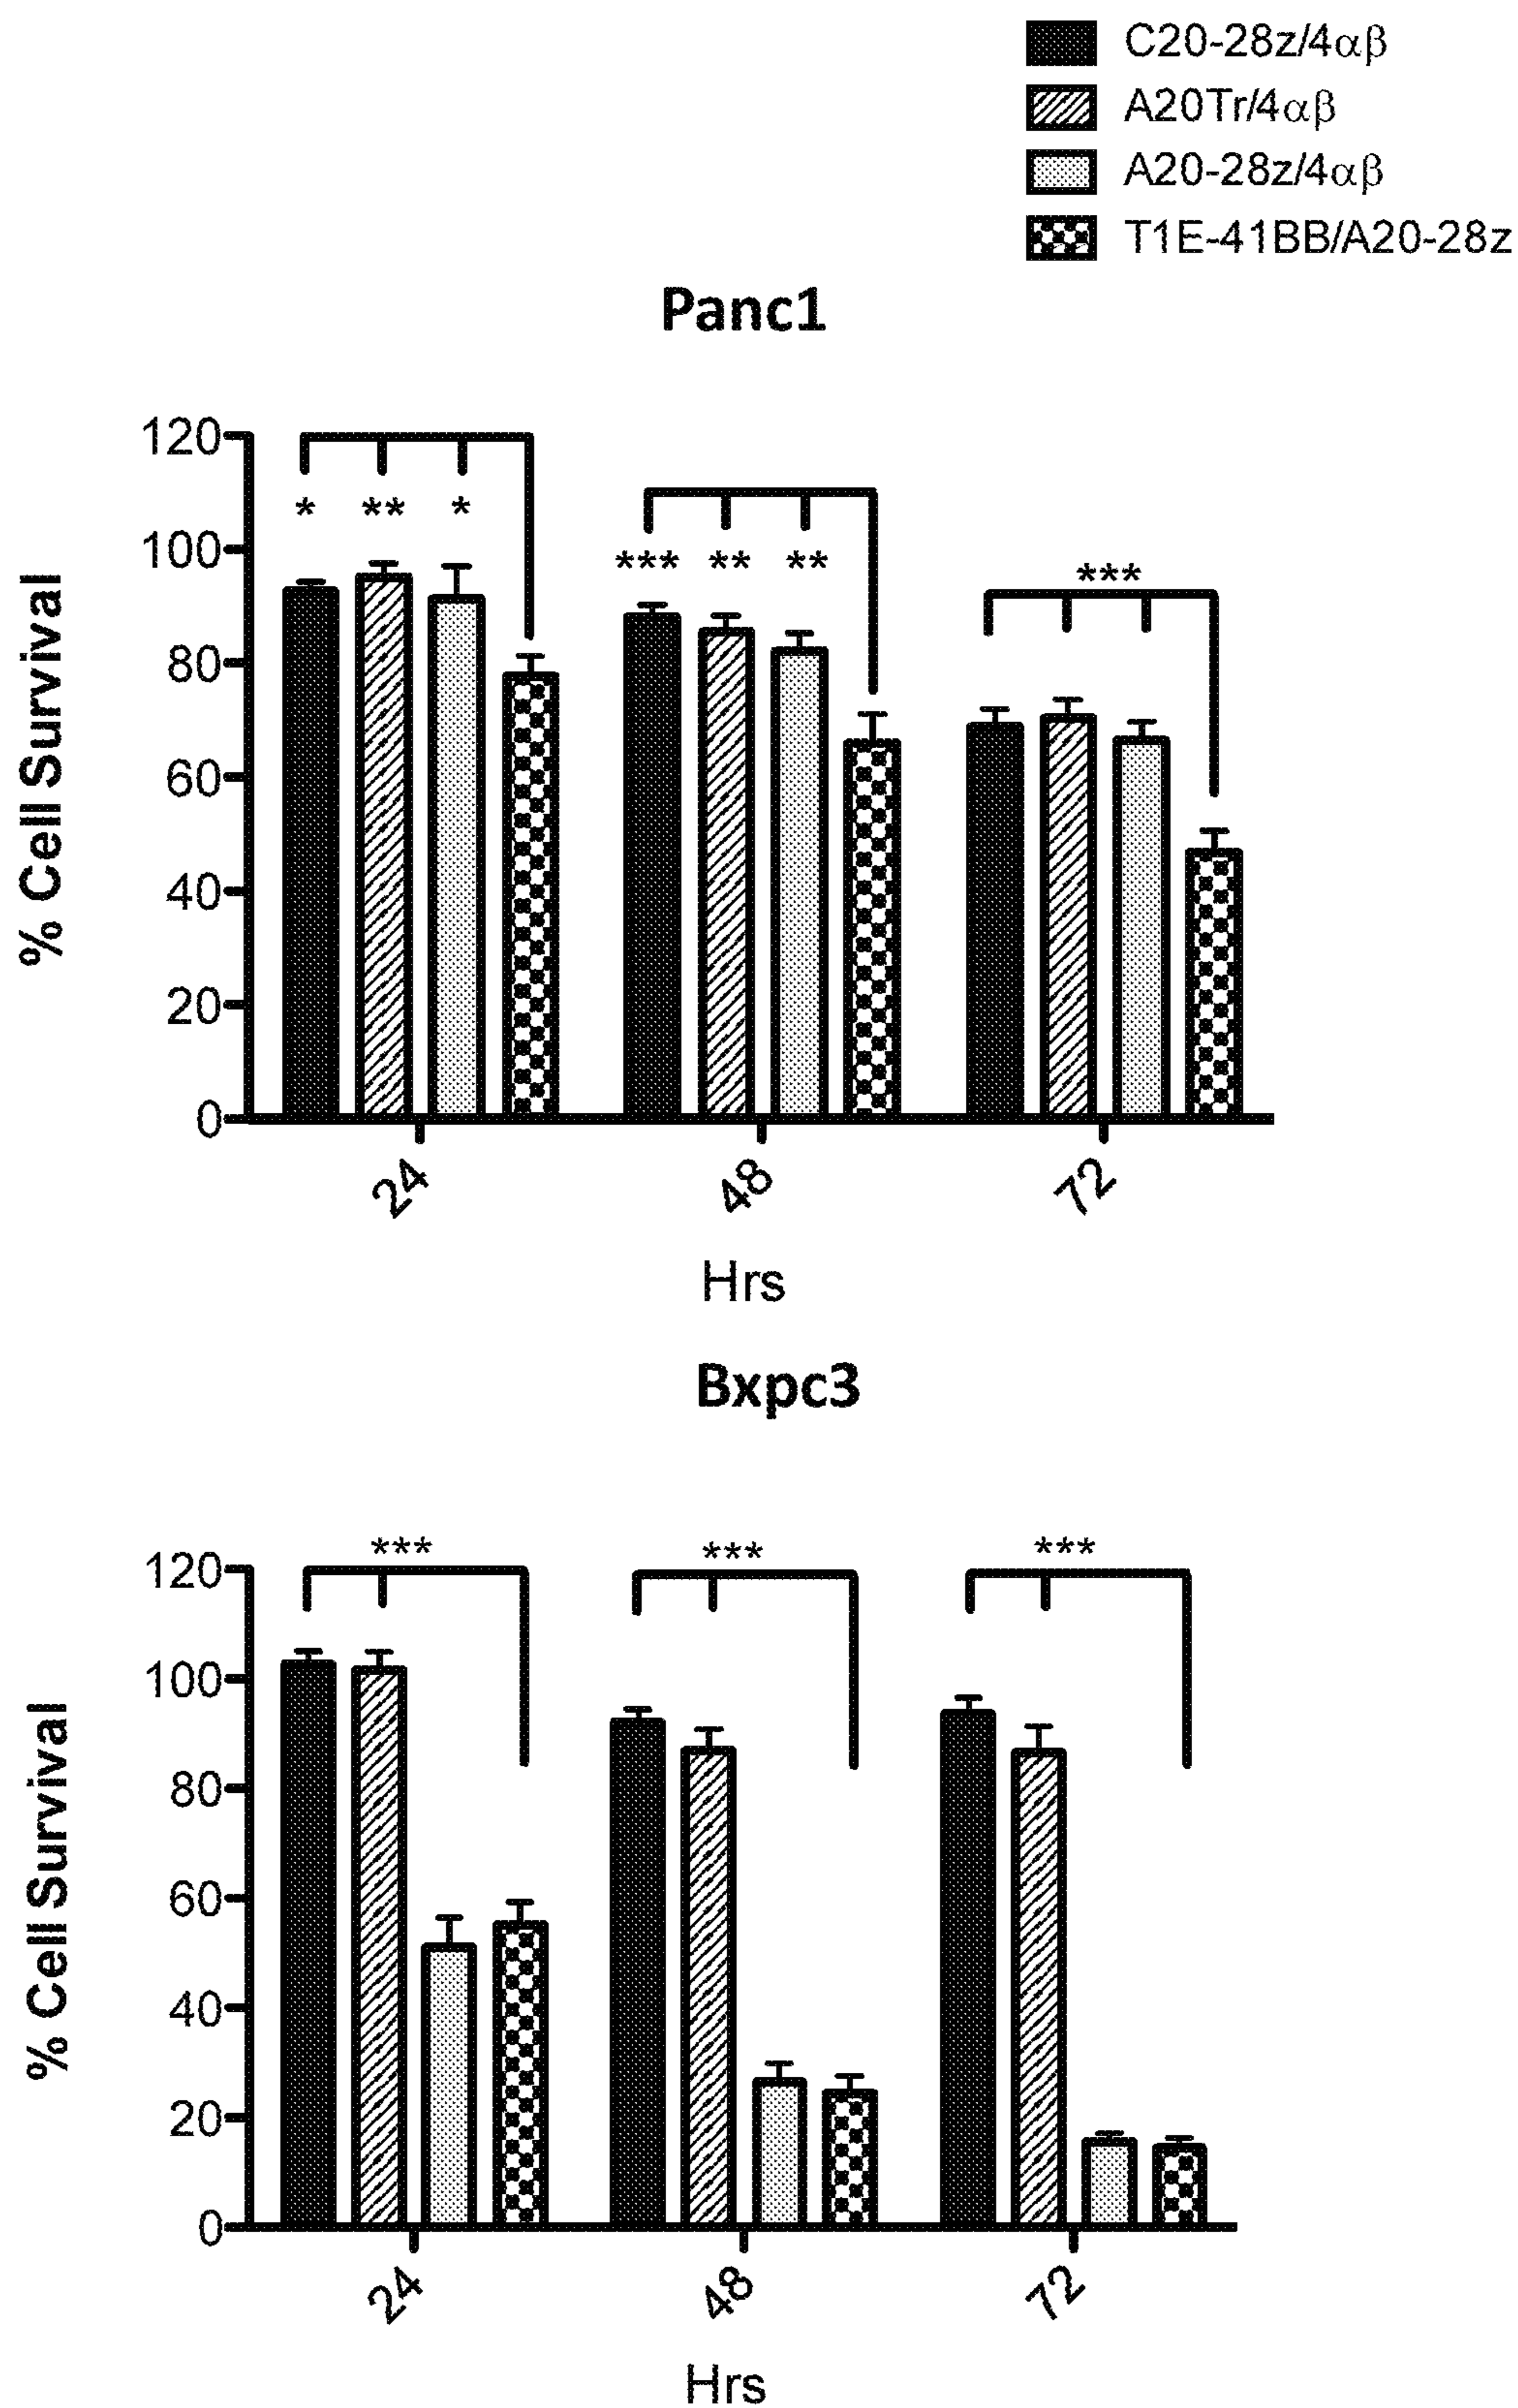 C20-28z/4αβ
A20Tr/4αβ
A20-28z/4αβ
T1E-41BB/A20-28z
Panc1
% Cell Survival
120
100
80
60
40
20
0
* ** *
*** ** **
***
24 48 72
Hrs
Bxpc3
% Cell Survival
120
100
80
60
40
20
0
*** *** ***
24 48 72
Hrs